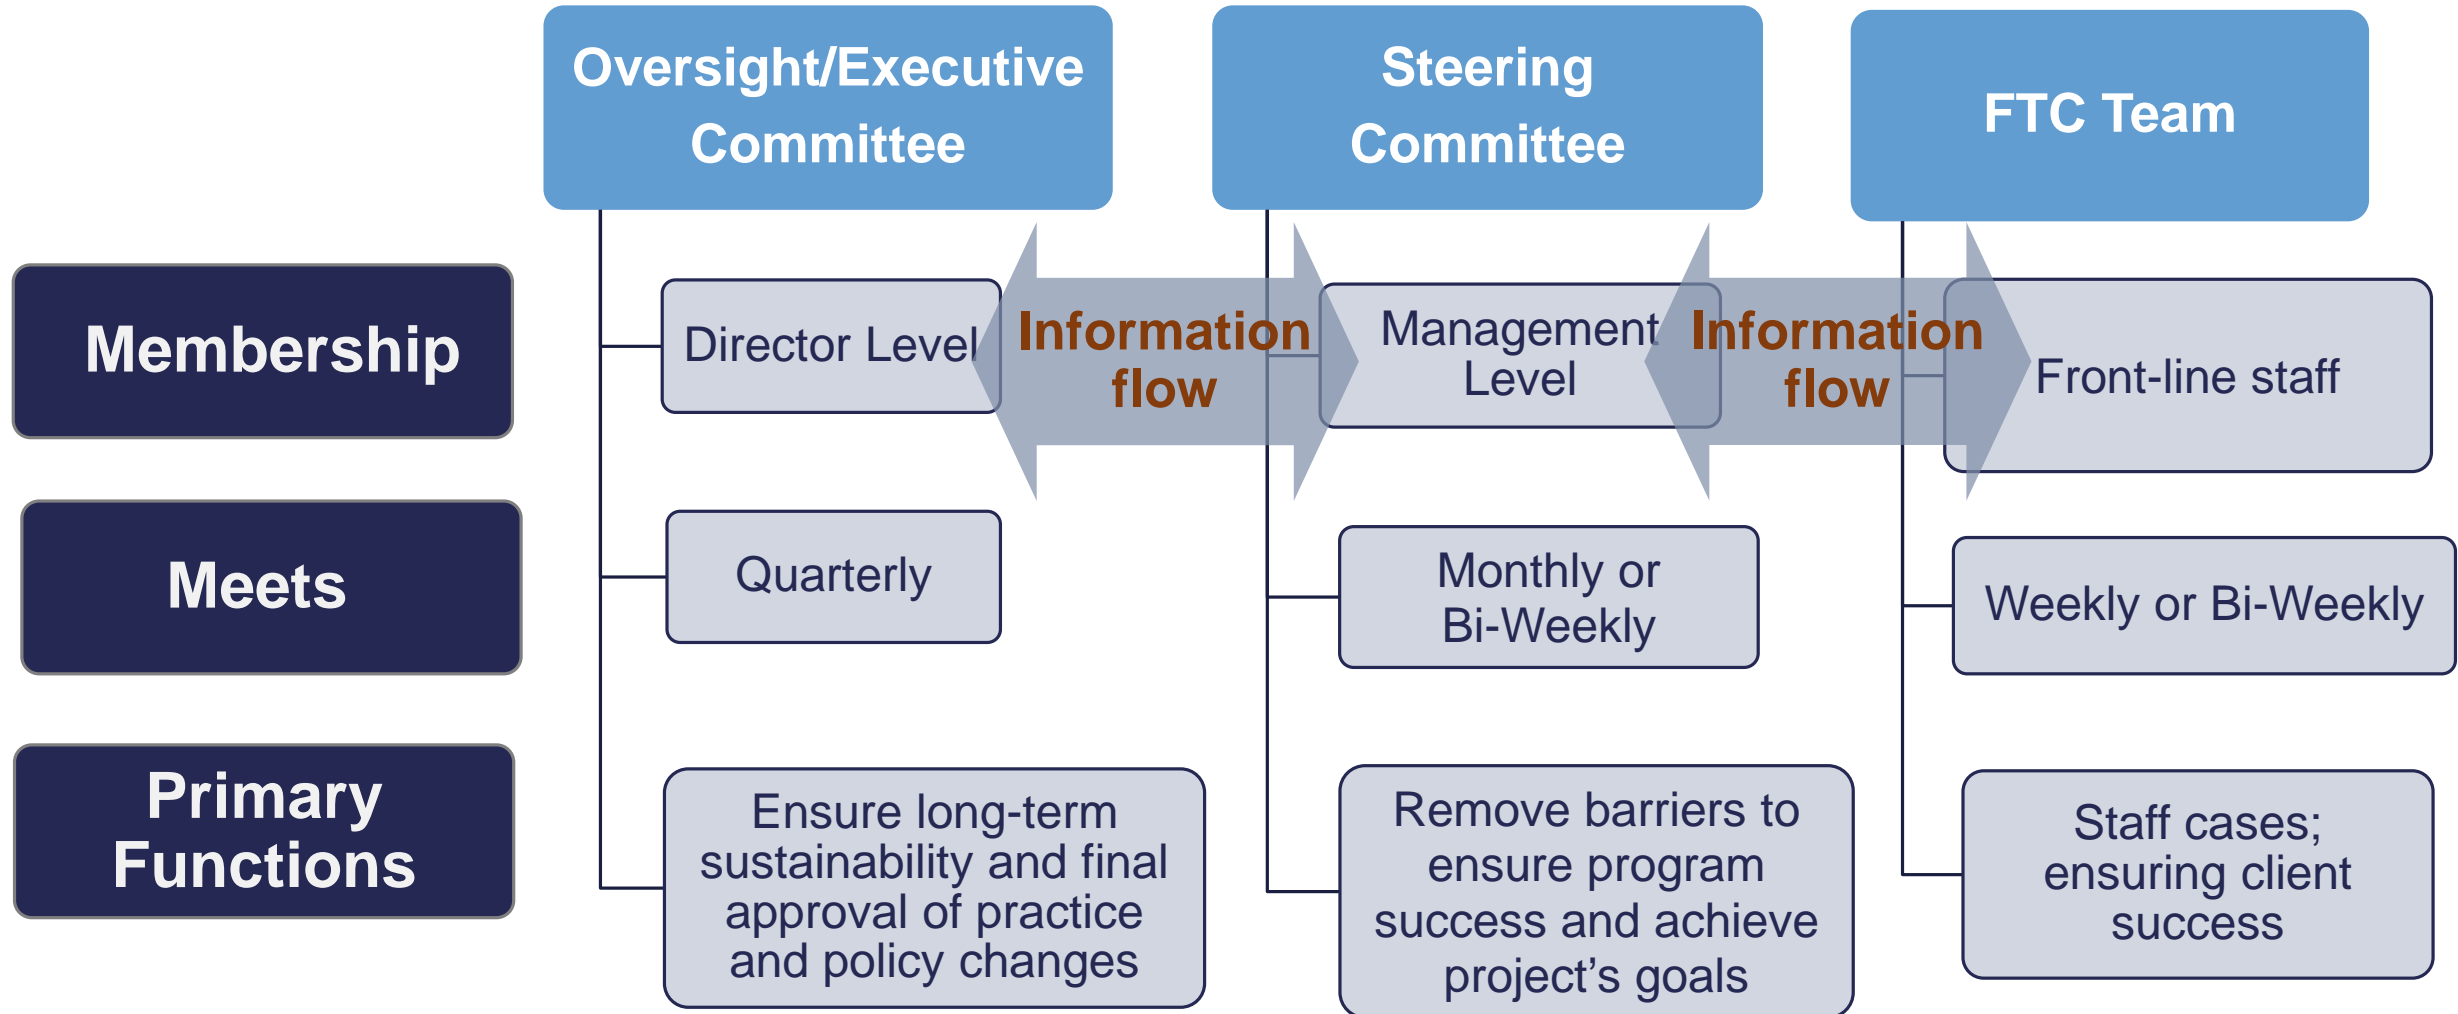 Oversight/Executive
Committee
Steering
Committee
FTC Team
Membership
Director Level
Information
flow
Management
Level
Information
flow
Front-line staff
Meets
Quarterly
Monthly or
Bi-Weekly
Weekly or Bi-Weekly
Primary
Functions
Ensure long-term
sustainability and final
approval of practice
and policy changes
Remove barriers to
ensure program
success and achieve
project’s goals
Staff cases;
ensuring client
success